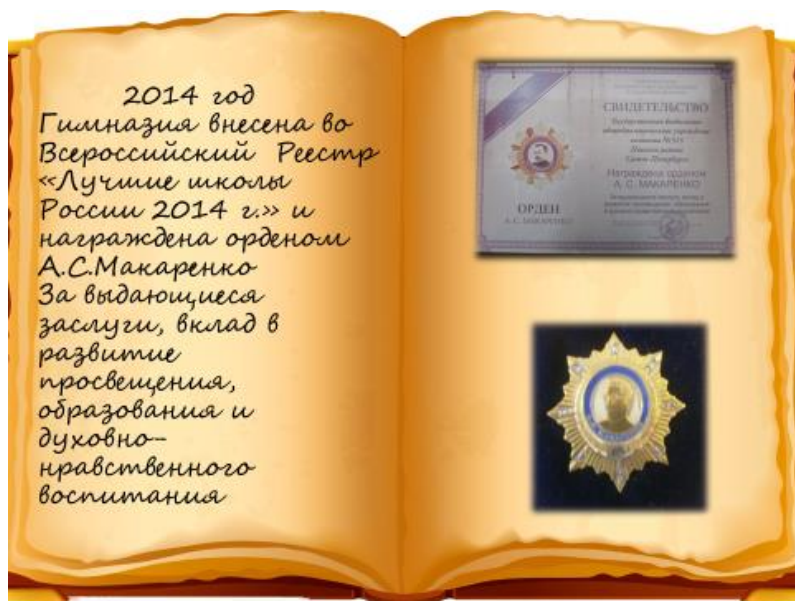 2014 год
Гимназия внесена во
Всероссийский Реестр
«Лучшие школы
России 2014 г.» и
награждена орденом
А.С.Макаренко
За выдающиеся
заслуги, вклад в
развитие
просвещения,
образования и
духовно-
нравственного
воспитания
СВИДЕТЕЛЬСТВО
Награждена орденом
А. С. МАКАРЕНКО
ОРДЕН
А. С. МАКАРЕНКО